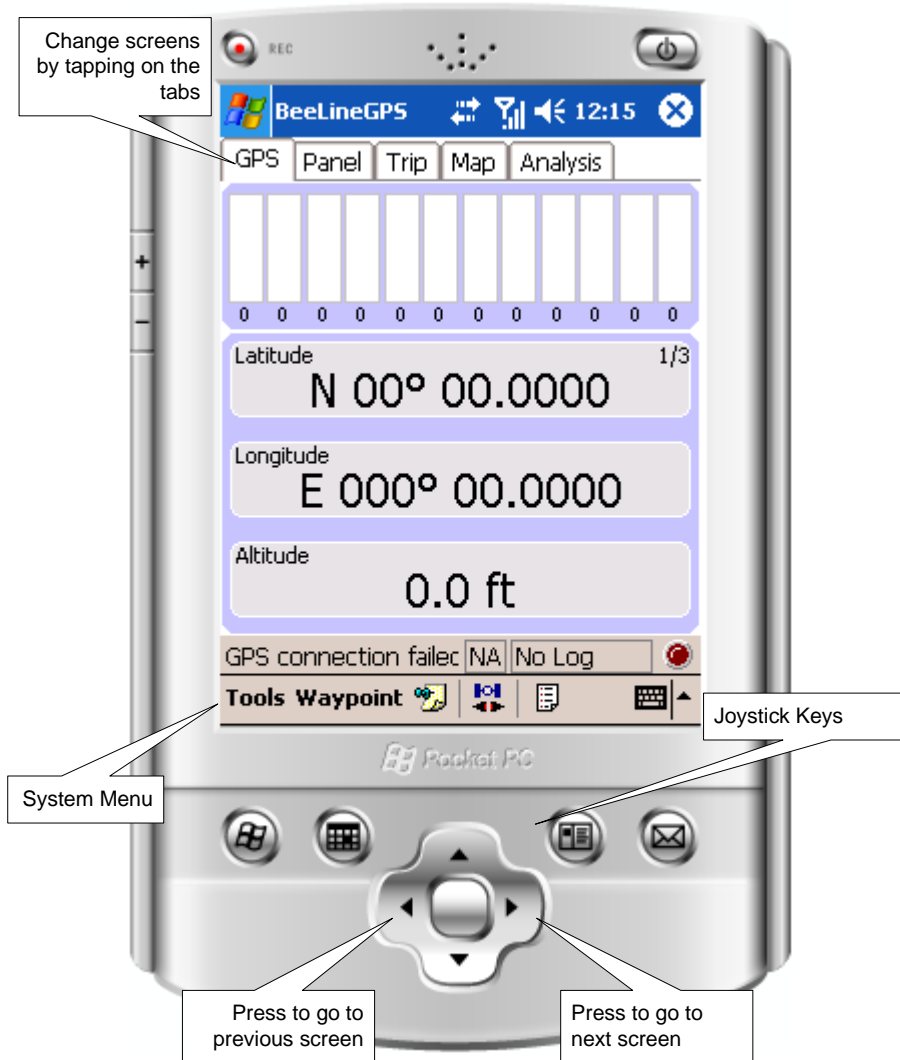 Change screens
by tapping on the
tabs
REC
BeeLineGPS 12:15
GPS Panel Trip Map Analysis
0 0 0 0 0 0 0 0 0 0 0 0
Latitude 1/3
N 00° 00.0000
Longitude
E 000° 00.0000
Altitude
0.0 ft
GPS connection failec NA No Log
Tools Waypoint
Joystick Keys
Pocket PC
System Menu
+
-
Press to go to
previous screen
Press to go to
next screen